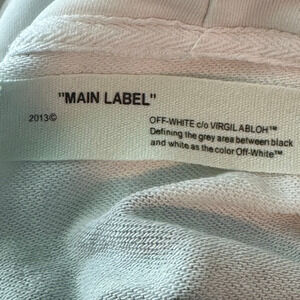 "MAIN LABEL"
2013©
OFF-WHITE c/o VIRGIL ABLOH™
Defining the grey area between black
and white as the color Off-White™